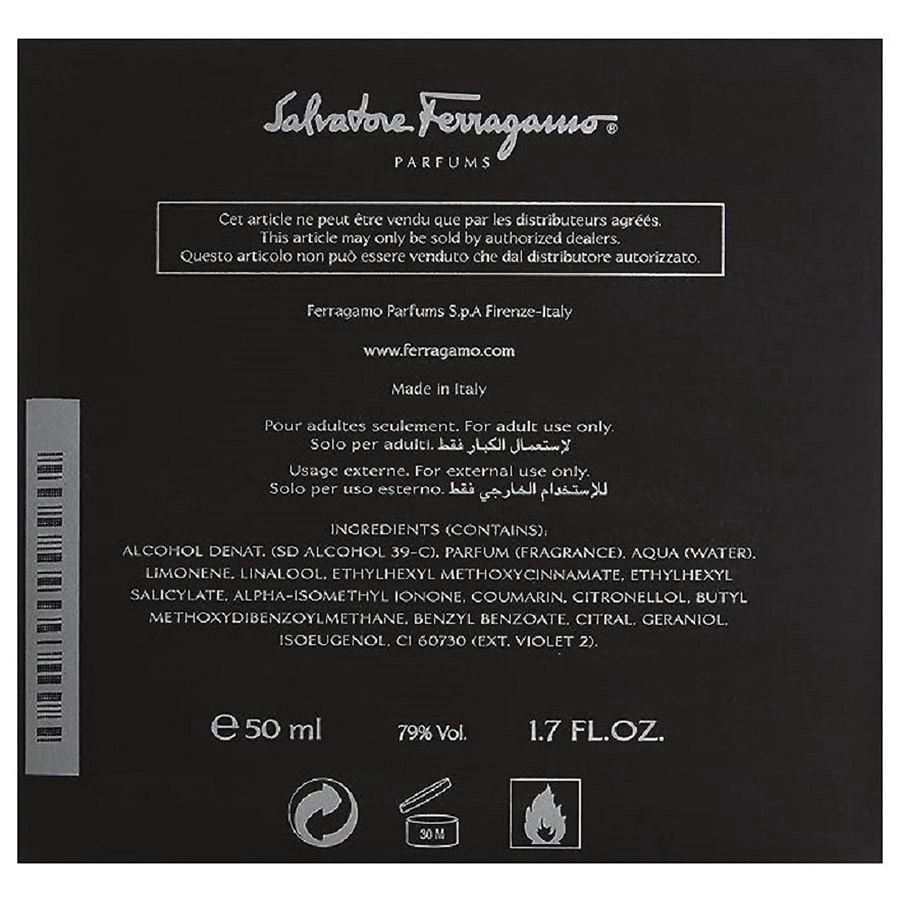 Salvatore Ferragamo®
PARFUMS
Cet article ne peut être vendu que par les distributeurs agréés.
This article may only be sold by authorized dealers.
Questo articolo non può essere venduto che dal distributore autorizzato.
Ferragamo Parfums S.p.A Firenze-Italy
www.ferragamo.com
Made in Italy
Pour adultes seulement. For adult use only.
Solo per adulti. لإستعمال الكبار فقط
Usage externe. For external use only.
Solo per uso esterno. للإستخدام الخارجي فقط
INGREDIENTS (CONTAINS):
ALCOHOL DENAT. (SD ALCOHOL 39-C), PARFUM (FRAGRANCE), AQUA (WATER),
LIMONENE, LINALOOL, ETHYLHEXYL METHOXYCINNAMATE, ETHYLHEXYL
SALICYLATE, ALPHA-ISOMETHYL IONONE, COUMARIN, CITRONELLOL, BUTYL
METHOXYDIBENZOYLMETHANE, BENZYL BENZOATE, CITRAL, GERANIOL,
ISOEUGENOL, CI 60730 (EXT. VIOLET 2).
℮ 50 ml 79% Vol. 1.7 FL.OZ.
30 M